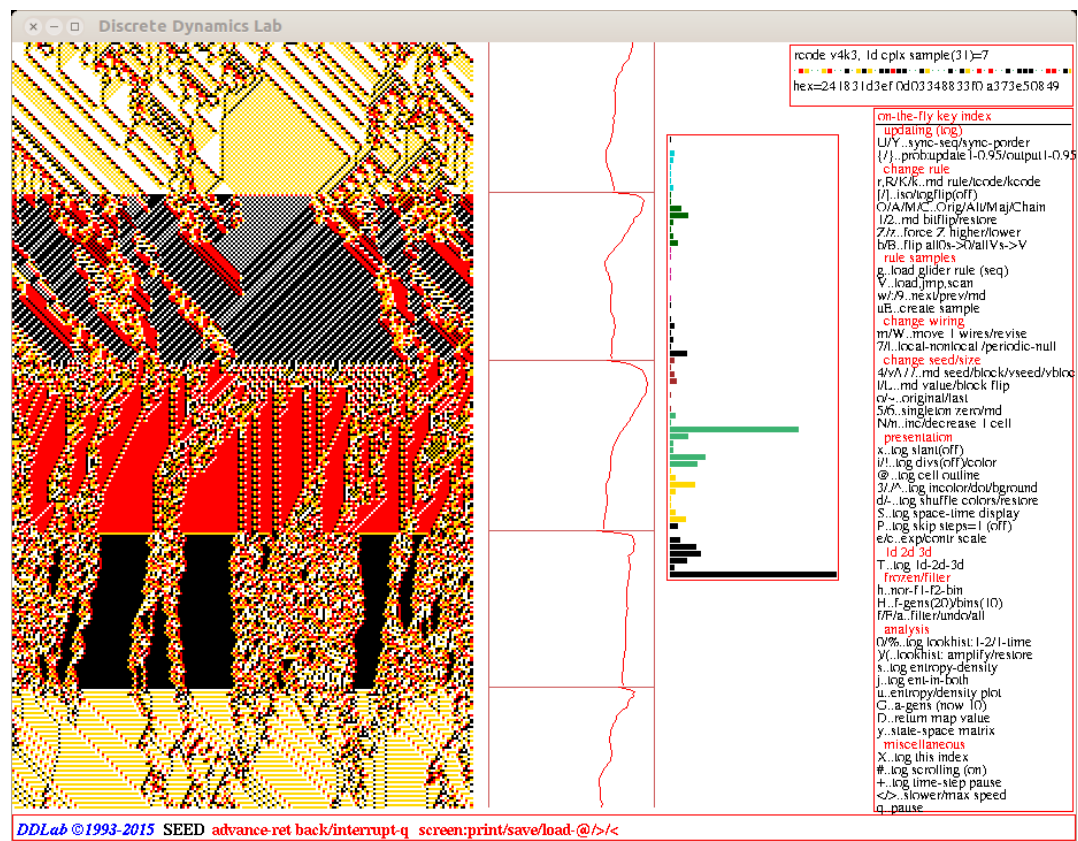 Discrete Dynamics Lab
rcode v4k3, 1d cplx sample(31)=7
hex=241831d3ef0d03348833f0a373e50849
on-the-fly key index
updating (tog)
U/Y..sync-seq/sync-porder
{/}..prob:update1-0.95/output1-0.95
change rule
r,R/K/k..rnd rule/tcode/kcode
[/]..iso/togflip(off)
O/A/M/C..Orig/Alt/Maj/Chain
1/2..rnd bitflip/restore
Z/z..force Z higher/lower
b/B..flip all0s->0/allVs->V
rule samples
g..load glider rule (seq)
V..load,jmp,scan
w/:/9..next/prev/rnd
uE..create sample
change wiring
m/W..move 1 wires/revise
7/l..local-nonlocal /periodic-null
change seed/size
I/L..rnd value/block flip
o/~..original/last
5/6..singleton zero/rnd
N/n..inc/decrease 1 cell
presentation
x..tog slant(off)
i/!..tog divs(off)/color
@..tog cell outline
3/./^..tog incolor/dot/bground
d/-..tog shuffle colors/restore
S..tog space-time display
P..tog skip steps=1 (off)
e/c..exp/contr scale
1d 2d 3d
T..tog 1d-2d-3d
frozen/filter
h..nor-f1-f2-bin
H..f-gens(20)/bins(10)
f/F/a..filter/undo/all
analysis
0/%..tog lookhist:1-2/1-time
)/(..lookhist: amplify/restore
s..tog entropy-density
j..tog ent-in-both
u..entropy/density plot
G..a-gens (now 10)
D..return map value
y..state-space matrix
miscellaneous
X..tog this index
#..tog scrolling (on)
+..tog time-step pause
</>..slower/max speed
q..pause
DDLab ©1993-2015 SEED advance-ret back/interrupt-q screen:print/save/load-@/>/<